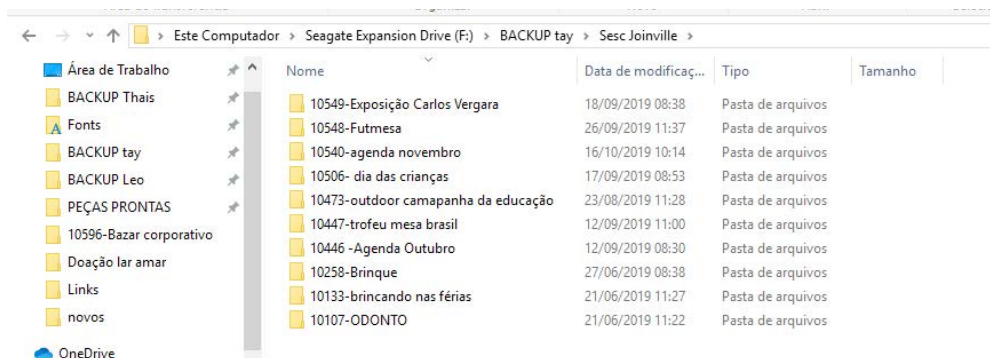 Este Computador > Seagate Expansion Drive (F:) > BACKUP tay > Sesc Joinville >
Área de Trabalho
BACKUP Thais
Fonts
BACKUP tay
BACKUP Leo
PEÇAS PRONTAS
10596-Bazar corporativo
Doação lar amar
Links
novos
OneDrive
Nome Data de modificaç... Tipo Tamanho
10549-Exposição Carlos Vergara 18/09/2019 08:38 Pasta de arquivos
10548-Futmesa 26/09/2019 11:37 Pasta de arquivos
10540-agenda novembro 16/10/2019 10:14 Pasta de arquivos
10506- dia das crianças 17/09/2019 08:53 Pasta de arquivos
10473-outdoor camapanha da educação 23/08/2019 11:28 Pasta de arquivos
10447-trofeu mesa brasil 12/09/2019 11:00 Pasta de arquivos
10446 -Agenda Outubro 12/09/2019 08:30 Pasta de arquivos
10258-Brinque 27/06/2019 08:38 Pasta de arquivos
10133-brincando nas férias 21/06/2019 11:27 Pasta de arquivos
10107-ODONTO 21/06/2019 11:22 Pasta de arquivos